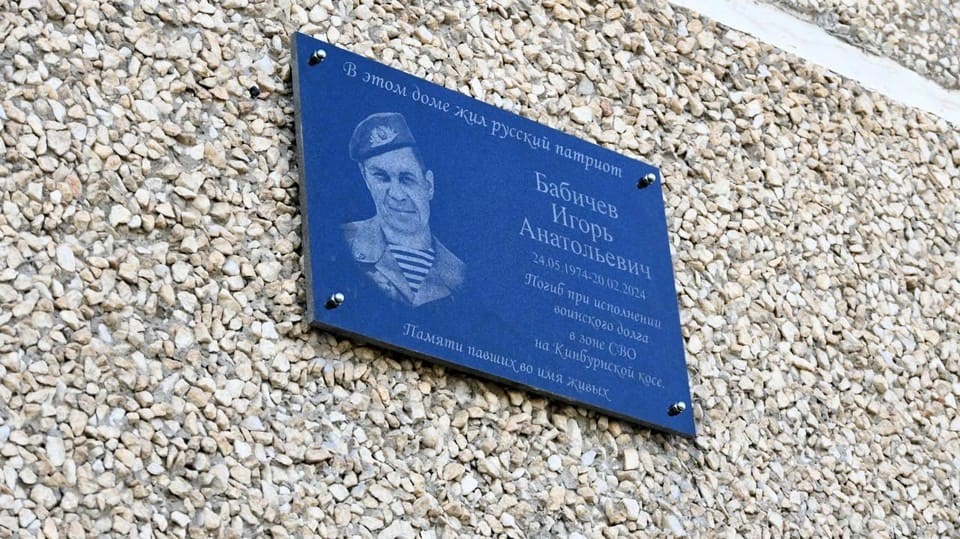 В этом доме жил русский патриот
Бабичев
Игорь
Анатольевич
24.05.1974-20.02.2024
Погиб при исполнении
воинского долга
в зоне СВО
на Кинбурнской косе.
Памяти павших во имя живых